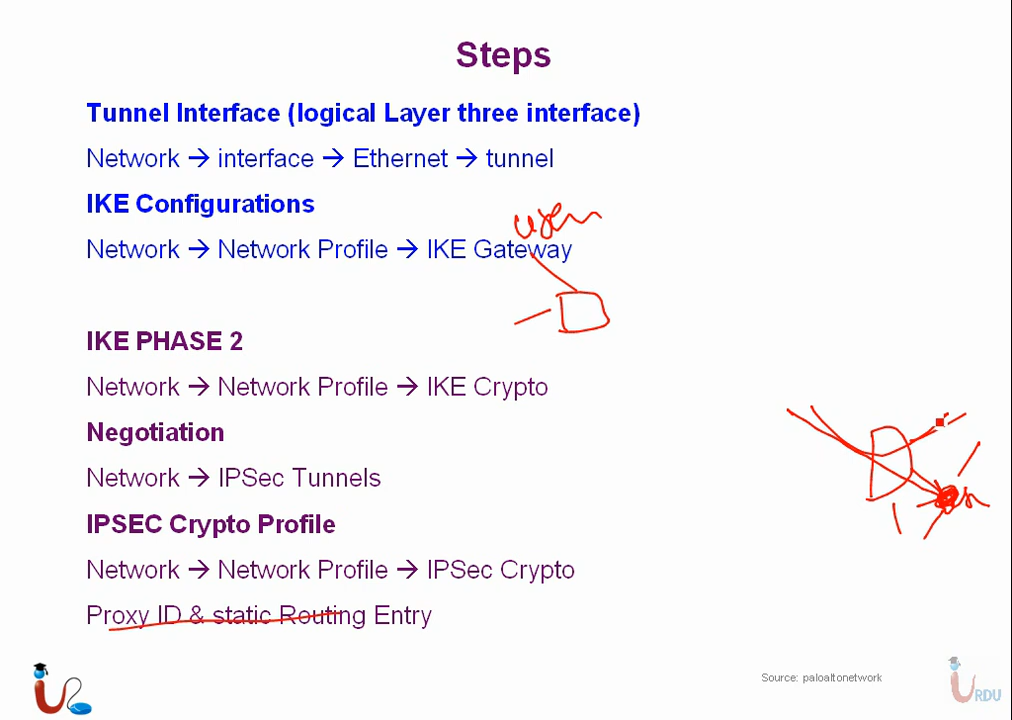 Steps
Tunnel Interface (logical Layer three interface)
Network → interface → Ethernet → tunnel
IKE Configurations
Network → Network Profile → IKE Gateway
IKE PHASE 2
Network → Network Profile → IKE Crypto
Negotiation
Network → IPSec Tunnels
IPSEC Crypto Profile
Network → Network Profile → IPSec Crypto
Proxy ID & static Routing Entry
Source: paloaltonetwork
URDU